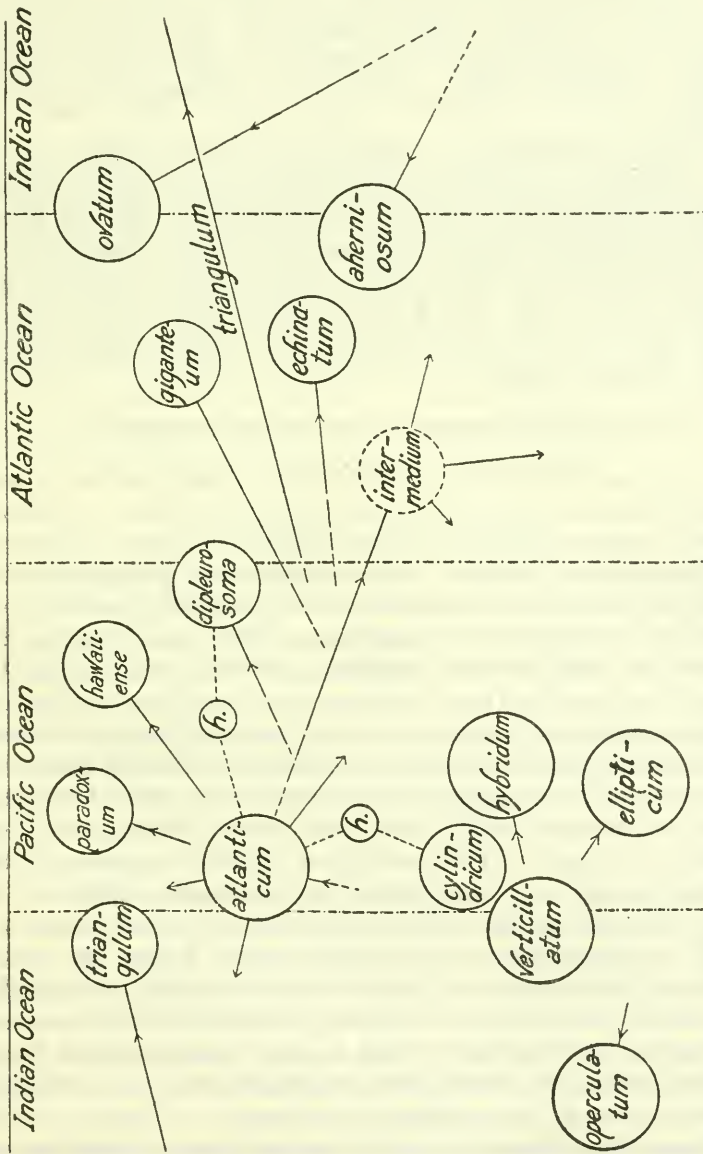 Indian Ocean
Pacific Ocean
Atlantic Ocean
Indian Ocean
trian-
gulum
paradox-
um
hawaii-
ense
dipleuro-
soma
gigante-
um
triangulum
ovatum
h.
atlanti-
cum
h.
echina-
tum
inter-
medium
aherni-
osum
cylin-
dricum
hybridum
verticill-
atum
ellipti-
cum
opercula-
tum